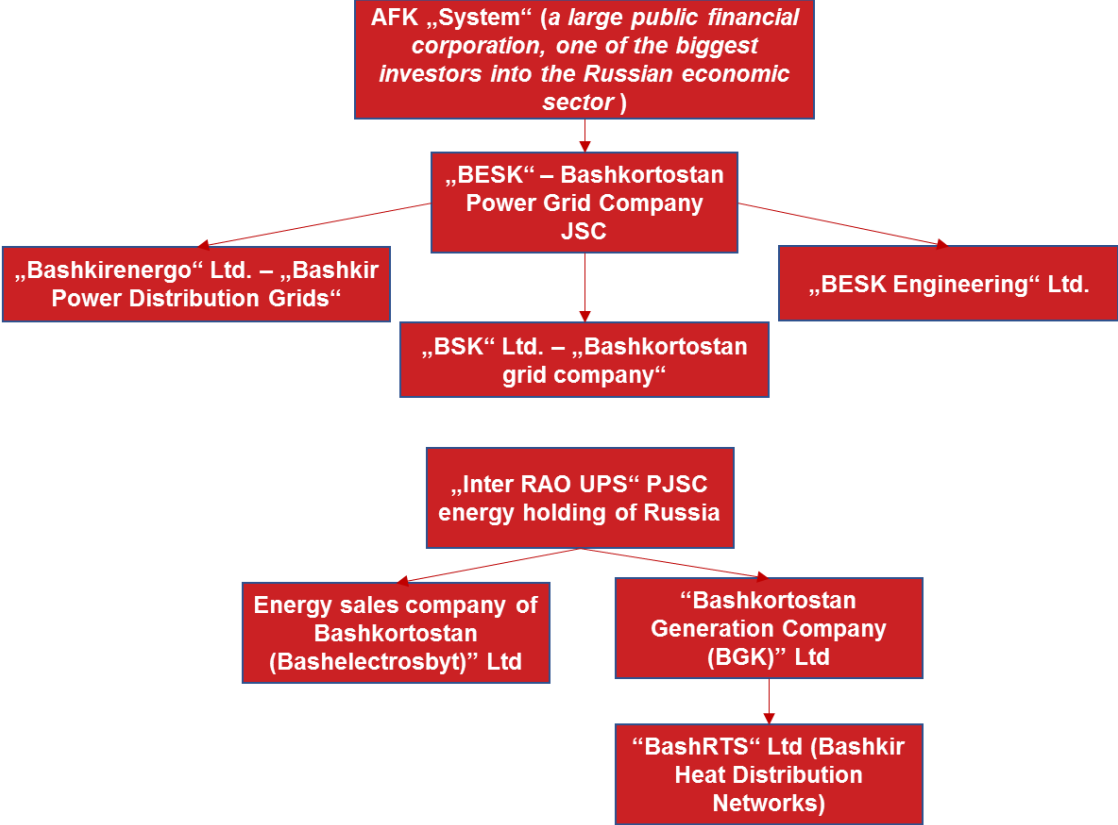 AFK „System“ (a large public financial
corporation, one of the biggest
investors into the Russian economic
sector )
„BESK“ – Bashkortostan
Power Grid Company
JSC
„Bashkirenergo“ Ltd. – „Bashkir
Power Distribution Grids“
„BESK Engineering“ Ltd.
„BSK“ Ltd. – „Bashkortostan
grid company“
„Inter RAO UPS“ PJSC
energy holding of Russia
Energy sales company of
Bashkortostan
(Bashelectrosbyt)” Ltd
“Bashkortostan
Generation Company
(BGK)” Ltd
“BashRTS“ Ltd (Bashkir
Heat Distribution
Networks)